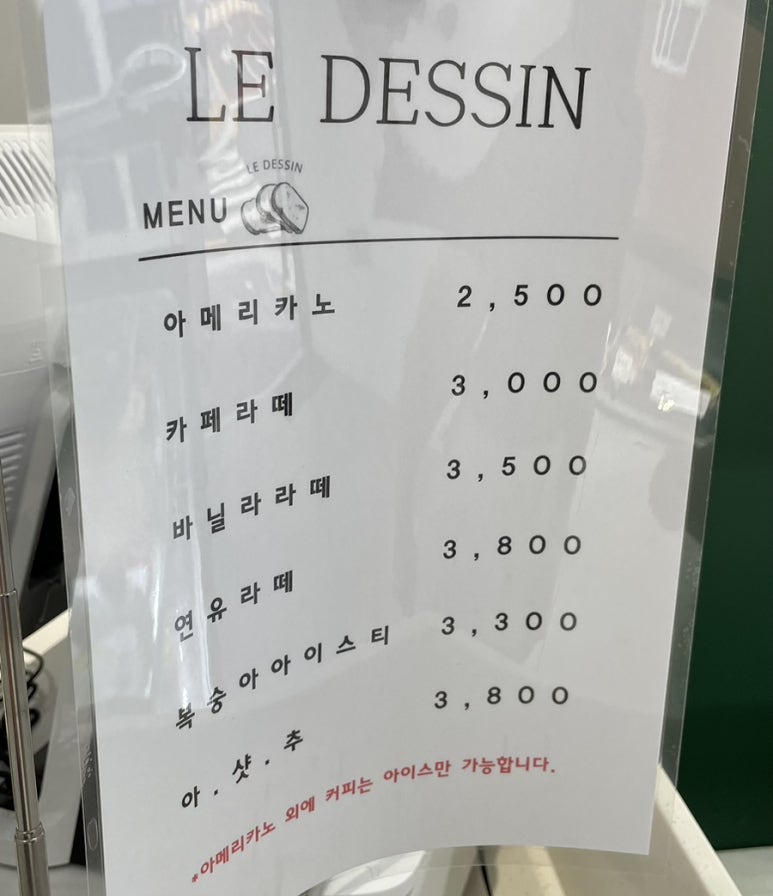 LE DESSIN
LE DESSIN
MENU
아메리카노 2,500
카페라떼 3,000
바닐라라떼 3,500
연유라떼 3,800
복숭아아이스티 3,300
아.샷.추 3,800
*아메리카노 외에 커피는 아이스만 가능합니다.